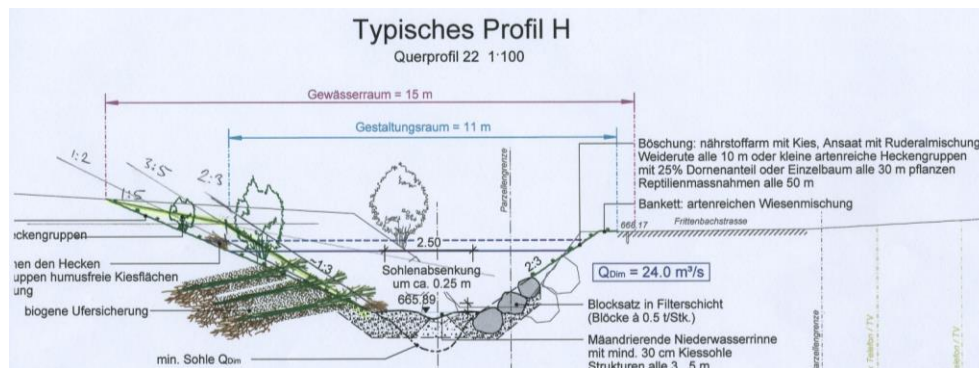 Typisches Profil H
Querprofil 22 1:100
Gewässerraum = 15 m
Gestaltungsraum = 11 m
1:2
3:5
2:3
1:5
Parzellengrenze
Böschung: nährstoffarm mit Kies, Ansaat mit Ruderalmischung
Weiderute alle 10 m oder kleine artenreiche Heckengruppen
mit 25% Dornenanteil oder Einzelbaum alle 30 m pflanzen
Reptilienmassnahmen alle 50 m
Bankett: artenreichen Wiesenmischung
666.17
Frittenbachstrasse
eckengruppen
2.50
en den Hecken
uppen humusfreie Kiesflächen
ung
~1:3
Sohlenabsenkung
um ca. 0.25 m
665.89
2:3
QDim = 24.0 m³/s
biogene Ufersicherung
Blocksatz in Filterschicht
(Blöcke à 0.5 t/Stk.)
min. Sohle QDim
Mäandrierende Niederwasserrinne
mit mind. 30 cm Kiessohle
Strukturen alle 3 5 m
Parzellengrenze
Telefon / TV
Telefon / TV